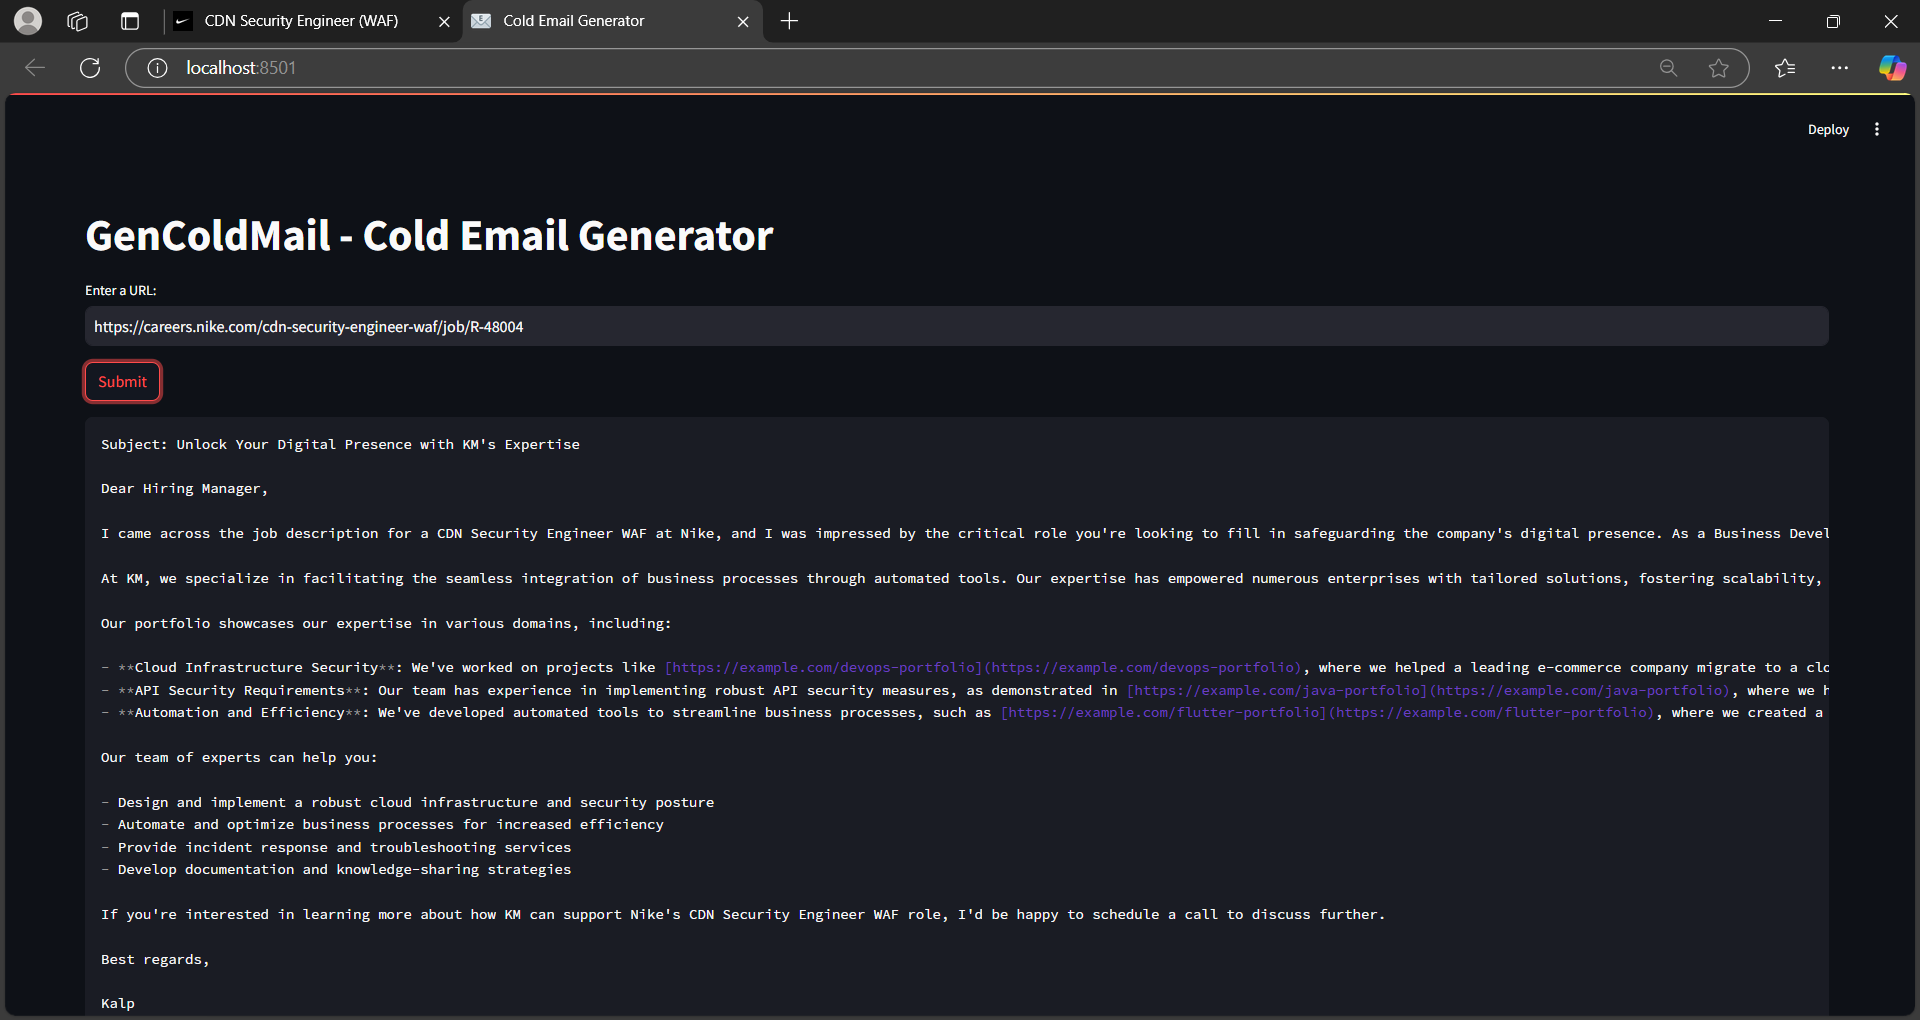 CDN Security Engineer (WAF)
Cold Email Generator
localhost:8501
Deploy
GenColdMail - Cold Email Generator
Enter a URL:
https://careers.nike.com/cdn-security-engineer-waf/job/R-48004
Submit
Subject: Unlock Your Digital Presence with KM's Expertise
Dear Hiring Manager,
I came across the job description for a CDN Security Engineer WAF at Nike, and I was impressed by the critical role you're looking to fill in safeguarding the company's digital presence. As a Business Devel
At KM, we specialize in facilitating the seamless integration of business processes through automated tools. Our expertise has empowered numerous enterprises with tailored solutions, fostering scalability,
Our portfolio showcases our expertise in various domains, including:
- **Cloud Infrastructure Security**: We've worked on projects like [https://example.com/devops-portfolio](https://example.com/devops-portfolio), where we helped a leading e-commerce company migrate to a clo
- **API Security Requirements**: Our team has experience in implementing robust API security measures, as demonstrated in [https://example.com/java-portfolio](https://example.com/java-portfolio), where we h
- **Automation and Efficiency**: We've developed automated tools to streamline business processes, such as [https://example.com/flutter-portfolio](https://example.com/flutter-portfolio), where we created a
Our team of experts can help you:
- Design and implement a robust cloud infrastructure and security posture
- Automate and optimize business processes for increased efficiency
- Provide incident response and troubleshooting services
- Develop documentation and knowledge-sharing strategies
If you're interested in learning more about how KM can support Nike's CDN Security Engineer WAF role, I'd be happy to schedule a call to discuss further.
Best regards,
Kalp